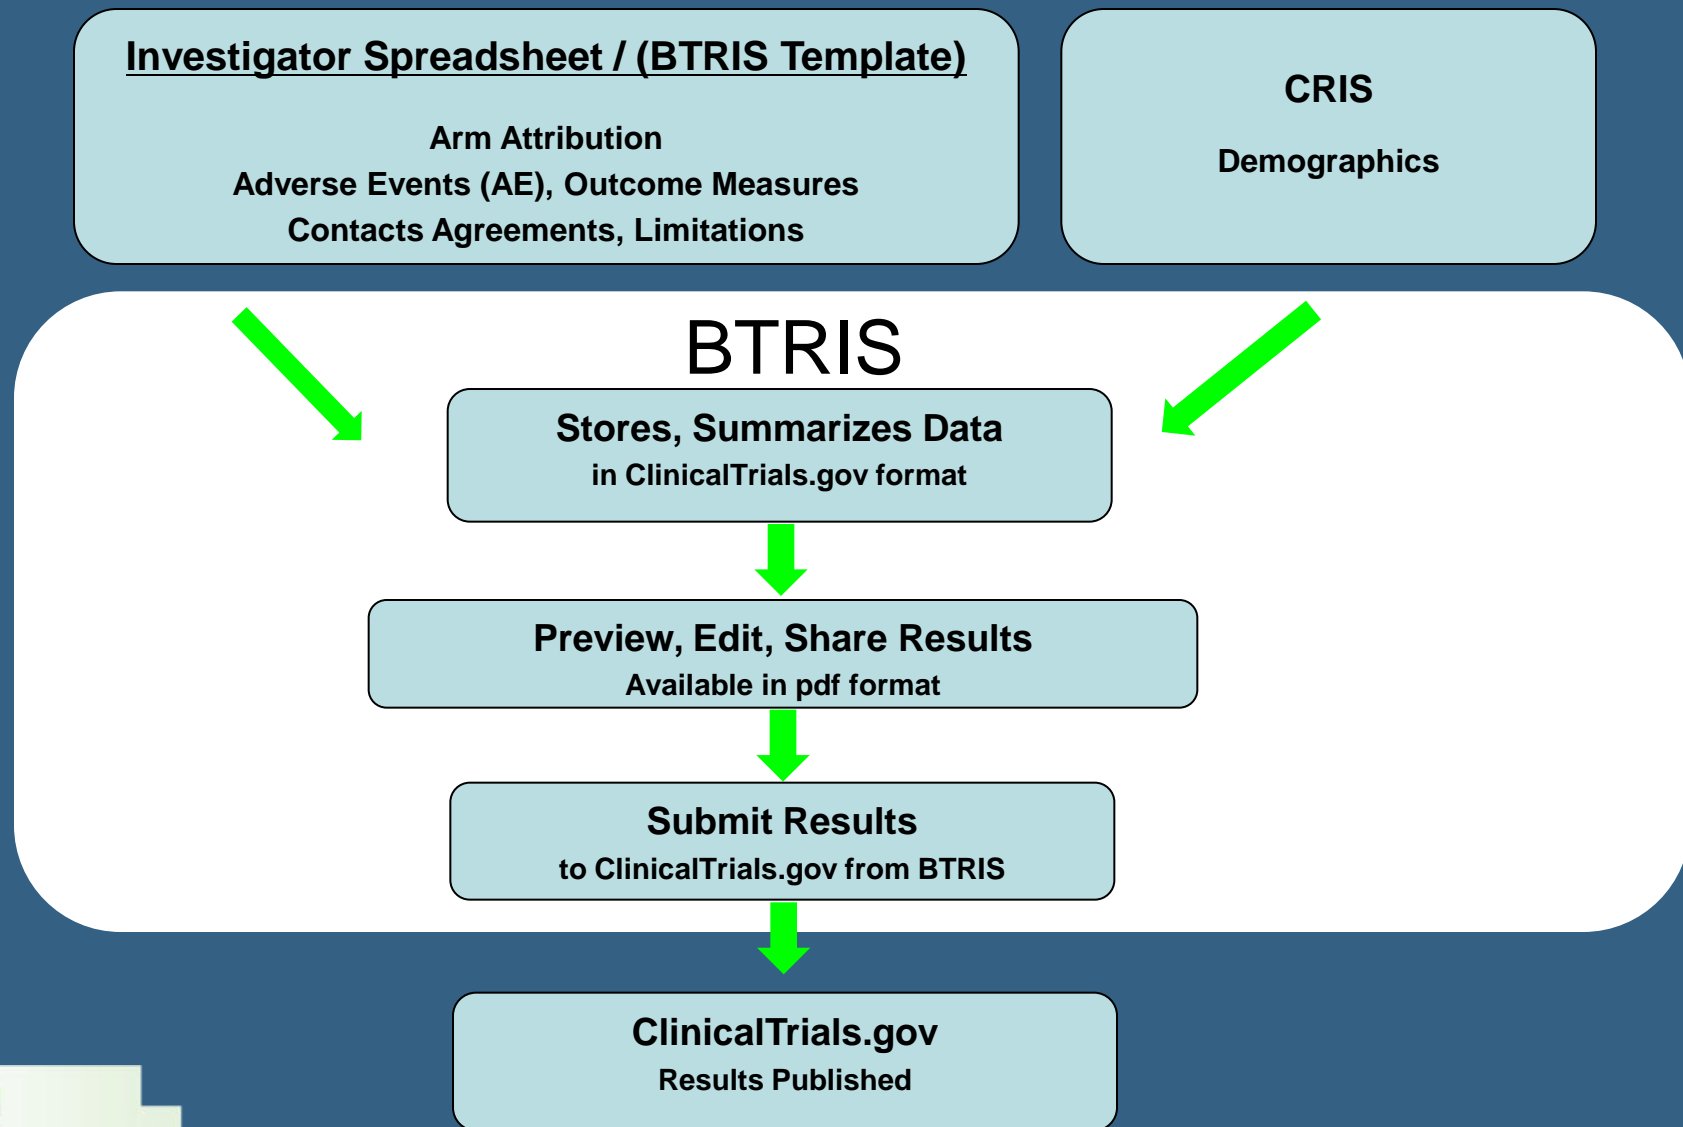 Investigator Spreadsheet / (BTRIS Template)
Arm Attribution
Adverse Events (AE), Outcome Measures
Contacts Agreements, Limitations
CRIS
Demographics
BTRIS
Stores, Summarizes Data
in ClinicalTrials.gov format
Preview, Edit, Share Results
Available in pdf format
Submit Results
to ClinicalTrials.gov from BTRIS
ClinicalTrials.gov
Results Published